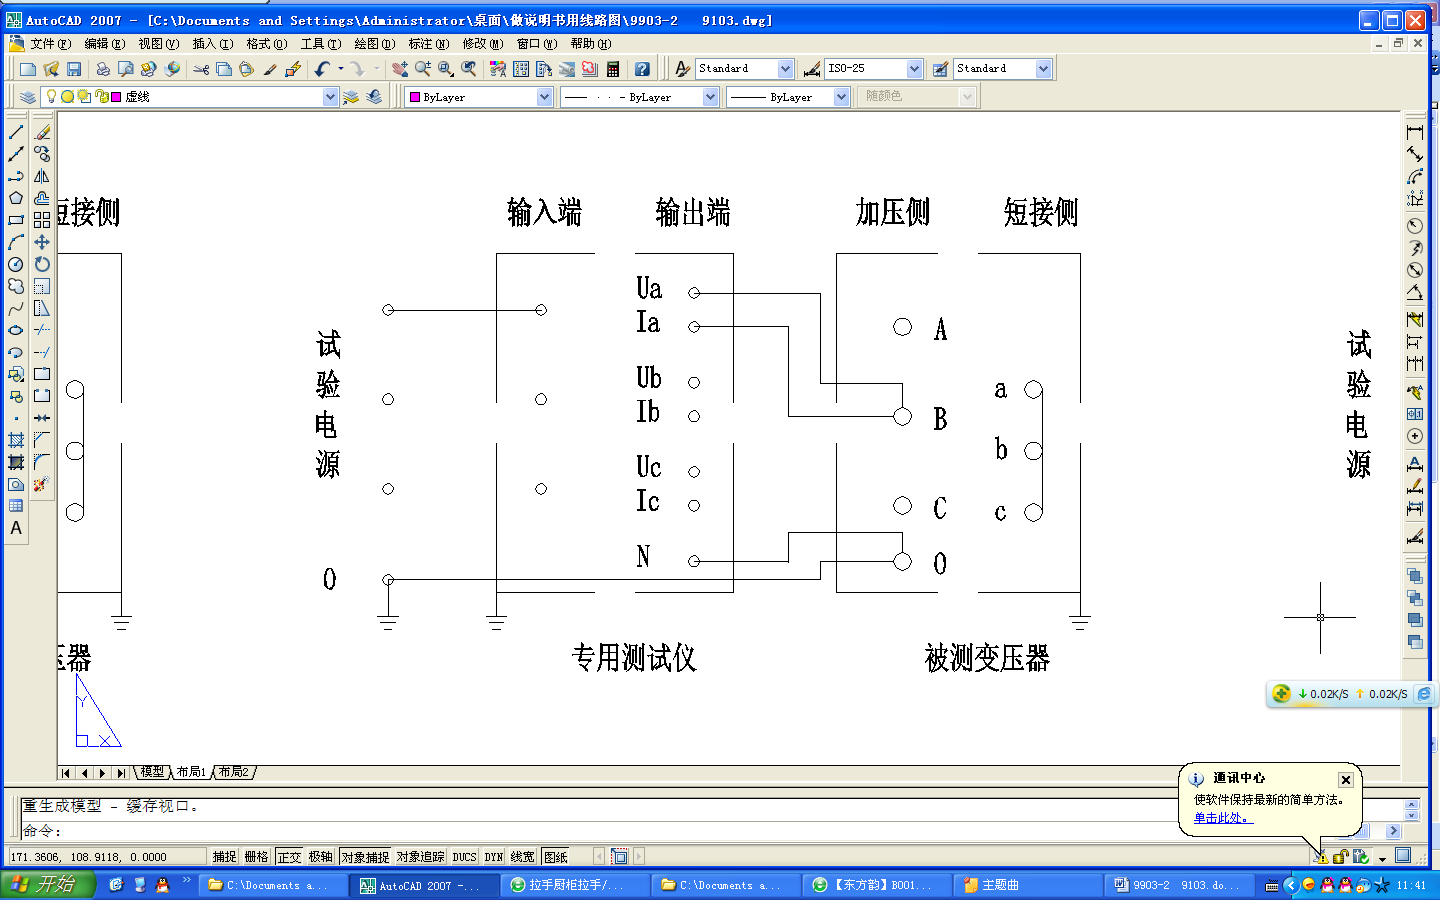 AutoCAD 2007 - [C:\Documents and Settings\Administrator\桌面\做说明书用线路图\9903-2   9103.dwg]
文件(F) 编辑(E) 视图(V) 插入(I) 格式(O) 工具(T) 绘图(D) 标注(N) 修改(M) 窗口(W) 帮助(H)
Standard ISO-25 Standard
虚线 ByLayer ByLayer ByLayer 随颜色
短接侧 输入端 输出端 加压侧 短接侧
Ua
Ia
Ub
Ib
Uc
Ic
N
试验电源
O
A
B
C
O
a
b
c
试验电源
压器 专用测试仪 被测变压器
Y
X
模型 布局1 布局2
0.02K/S 0.02K/S
通讯中心
使软件保持最新的简单方法。
单击此处。
重生成模型 - 缓存视口。
命令:
171.3606, 108.9118, 0.0000 捕捉 栅格 正交 极轴 对象捕捉 对象追踪 DUCS DYN 线宽 图纸
开始 C:\Documents a... AutoCAD 2007 -... 拉手厨柜拉手/... C:\Documents a... 【东方韵】B001... 主题曲 9903-2  9103.do... 11:41